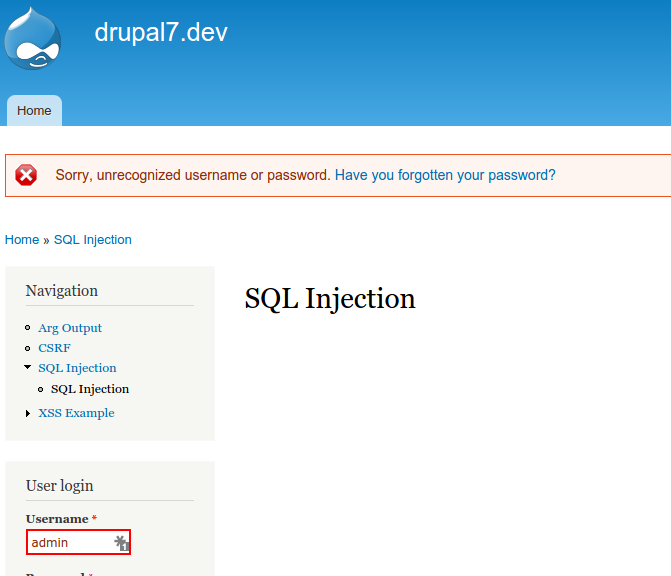 drupal7.dev
Home
Sorry, unrecognized username or password. Have you forgotten your password?
Home » SQL Injection
Navigation
SQL Injection
Arg Output
CSRF
SQL Injection
SQL Injection
XSS Example
User login
Username *
admin